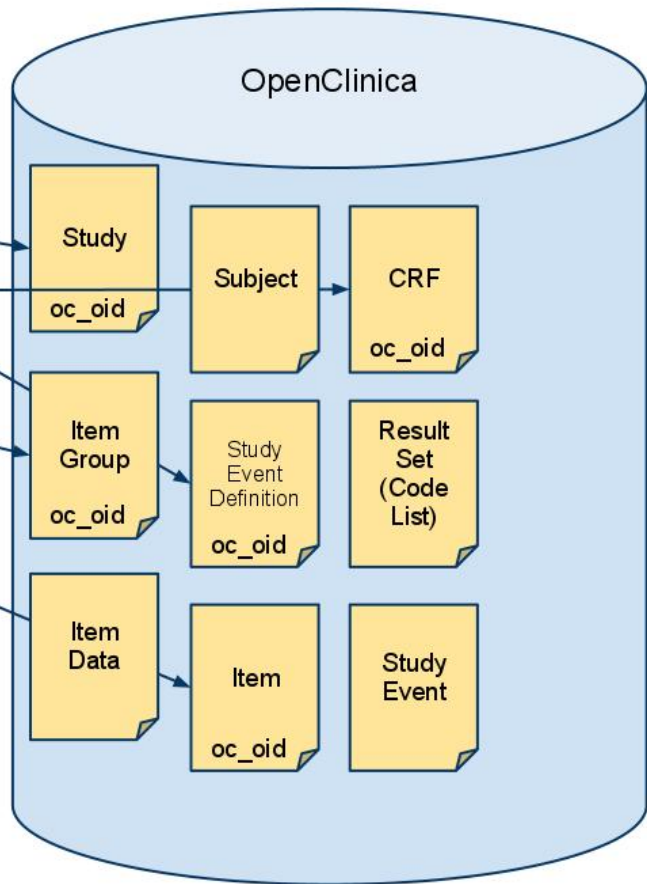 OpenClinica
Study
oc_oid
Subject
CRF
oc_oid
Item
Group
oc_oid
Study
Event
Definition
oc_oid
Result
Set
(Code
List)
Item
Data
Item
oc_oid
Study
Event